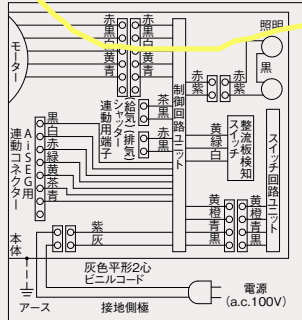 モーター
赤
黒
白
黄
青
赤
黒
白
黄
青
照明
赤
紫
赤
紫
黒
シャッター
連動用端子
(給気)
(排気)
茶
黒
赤
黒
制御回路ユニット
AiSEG用
連動コネクター
黒
白
赤
緑
黄
茶
青
黄
緑
白
整流板検知
スイッチ
スイッチ回路ユニット
黄
橙
青
黒
黄
橙
青
黒
本体
紫
灰
灰色平形2心
ビニルコード
アース
接地側極
電源
(a.c.100V)